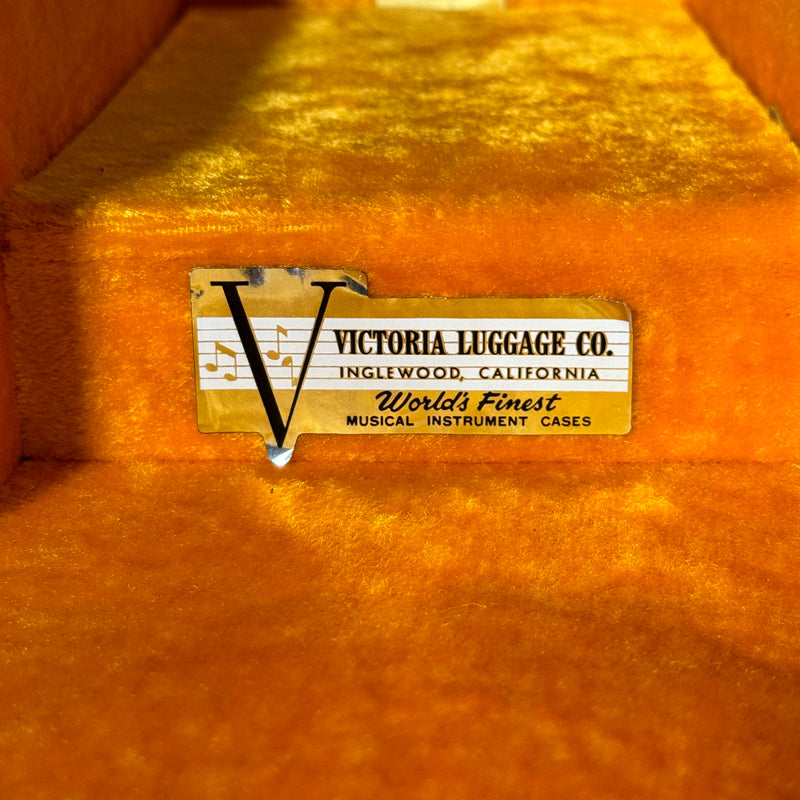 V
VICTORIA LUGGAGE CO.
INGLEWOOD, CALIFORNIA
World's Finest
MUSICAL INSTRUMENT CASES